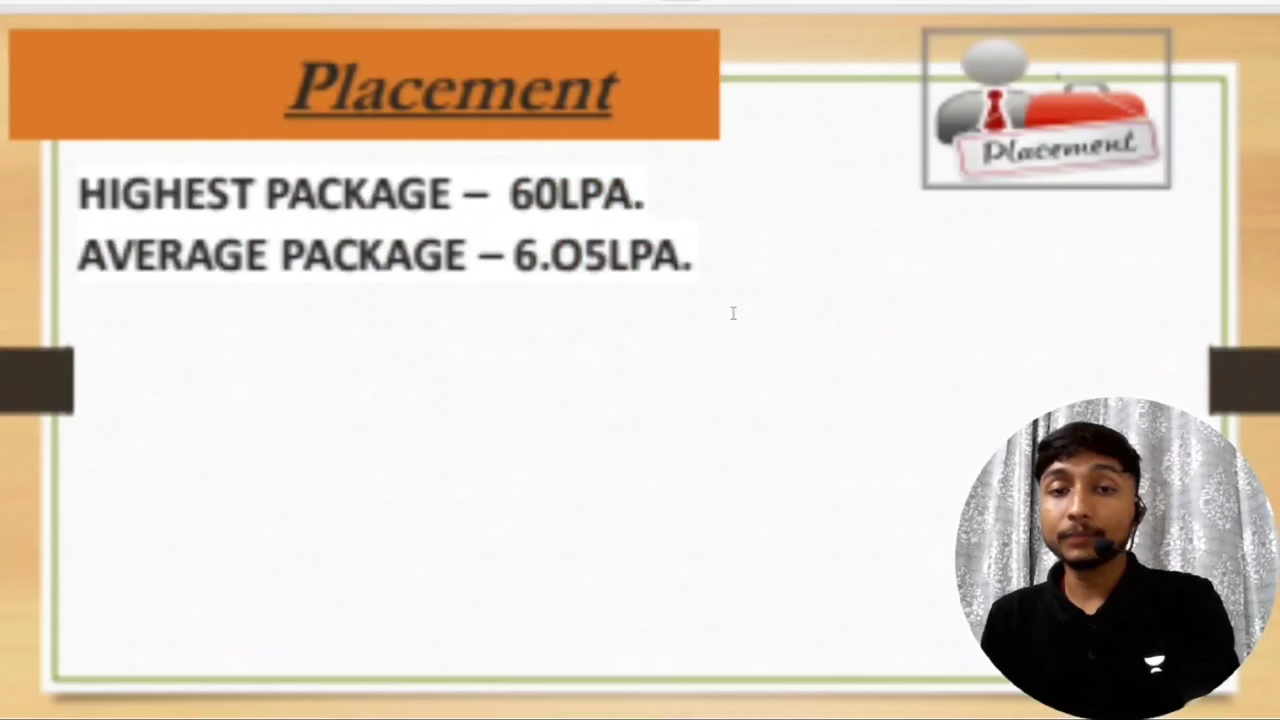 Placement
Placement
HIGHEST PACKAGE – 60LPA.
AVERAGE PACKAGE – 6.O5LPA.